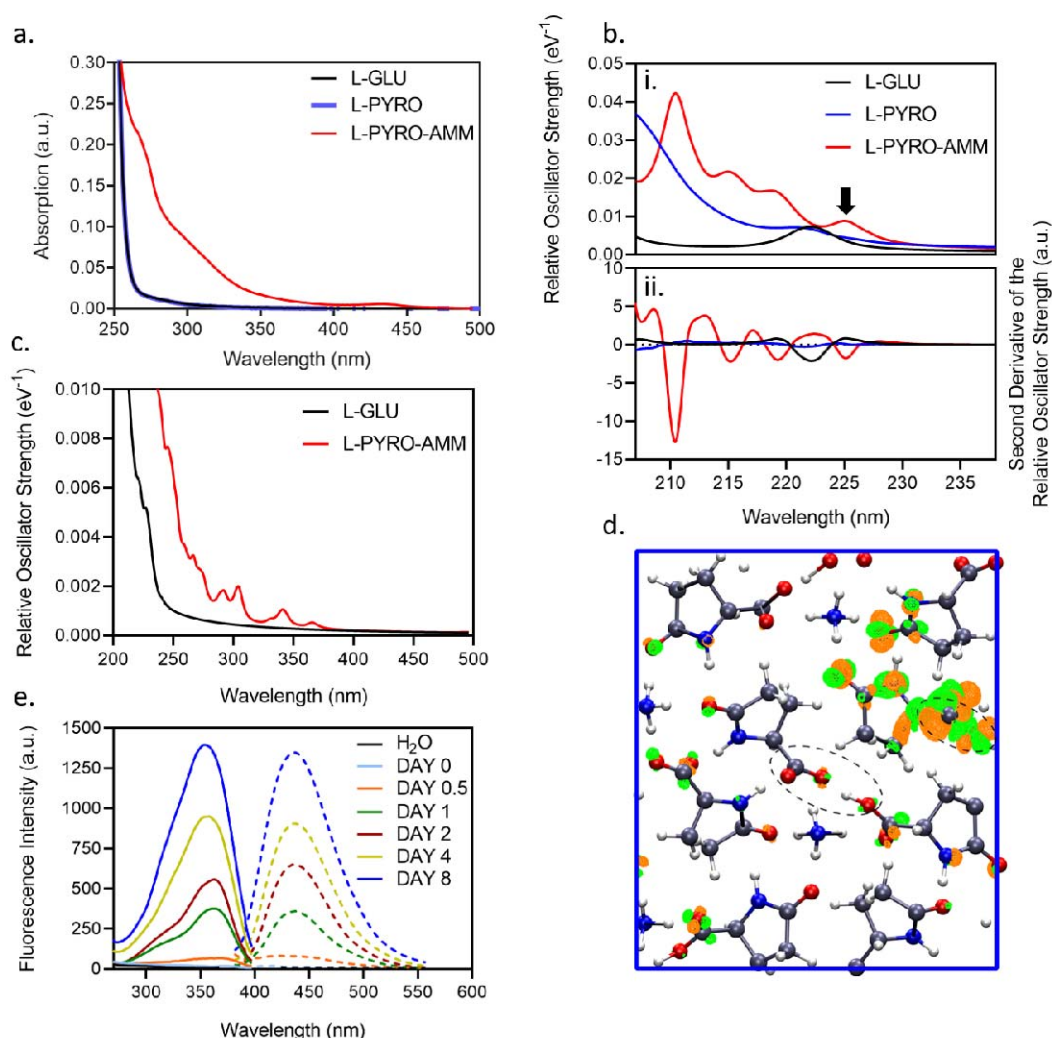 a.
0.30
0.25
0.20
0.15
0.10
0.05
0.00
250
300
350
400
450
500
Absorption (a.u.)
Wavelength (nm)
L-GLU
L-PYRO
L-PYRO-AMM
b.
i.
0.05
0.04
0.03
0.02
0.01
0.00
Relative Oscillator Strength (eV⁻¹)
L-GLU
L-PYRO
L-PYRO-AMM
ii.
10
5
0
-5
-10
-15
210
215
220
225
230
235
Wavelength (nm)
Second Derivative of the
Relative Oscillator Strength (a.u.)
c.
0.010
0.008
0.006
0.004
0.002
0.000
200
250
300
350
400
450
500
Relative Oscillator Strength (eV⁻¹)
Wavelength (nm)
L-GLU
L-PYRO-AMM
d.
e.
1500
1250
1000
750
500
250
0
300
350
400
450
500
550
600
Fluorescence Intensity (a.u.)
Wavelength (nm)
H₂O
DAY 0
DAY 0.5
DAY 1
DAY 2
DAY 4
DAY 8